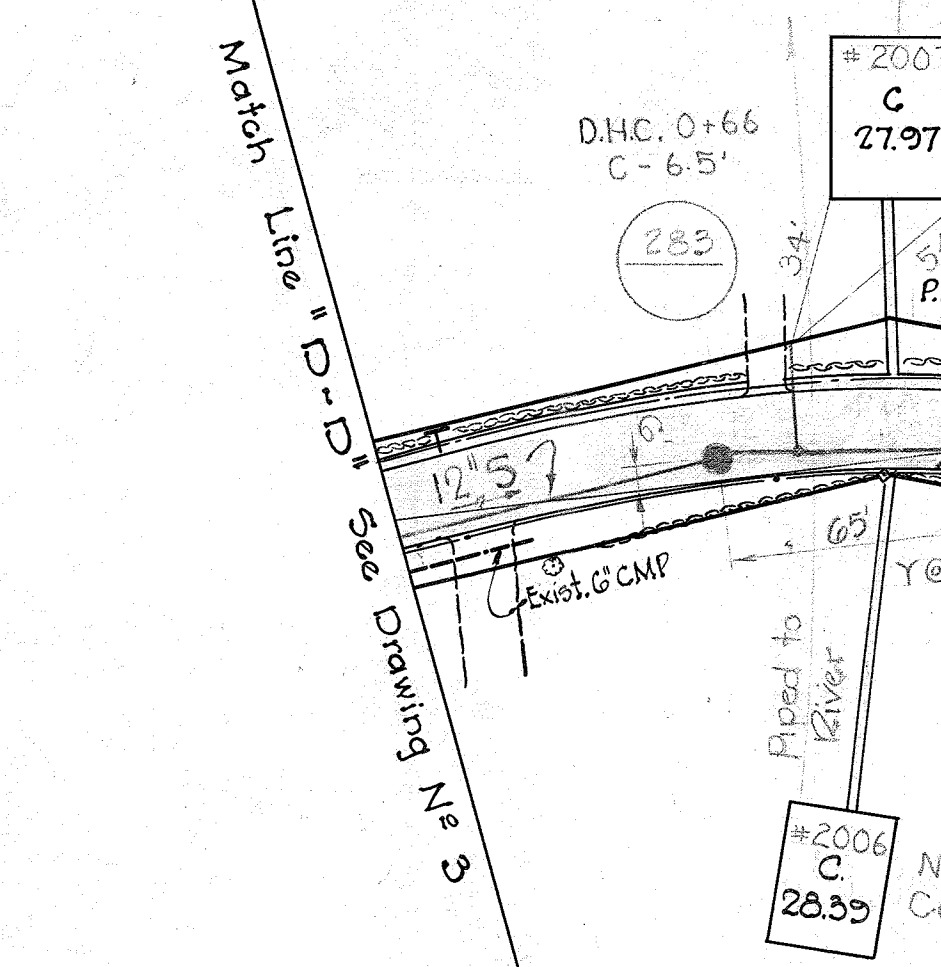 Match Line "D~D" See Drawing Nº 3
D.H.C. 0+66
C - 6.5'
283
34'
#2007
C
27.97
P.
12" S
6'
Exist. 6" CMP
65'
Y@
Piped to
River
#2006
C.
28.39